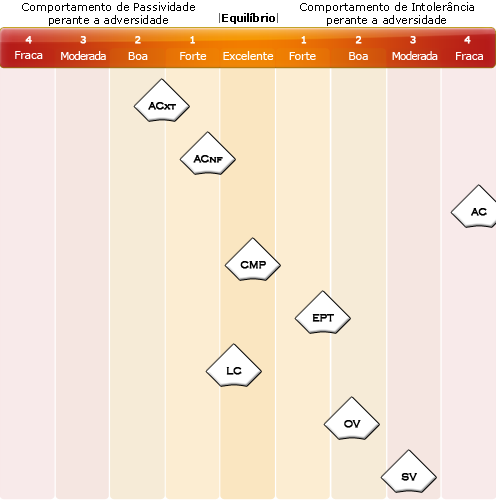 Comportamento de Passividade
perante a adversidade
|Equilíbrio|
Comportamento de Intolerância
perante a adversidade
4 3 2 1 1 2 3 4
Fraca Moderada Boa Forte Excelente Forte Boa Moderada Fraca
ACXT
ACNF
AC
CMP
EPT
LC
OV
SV